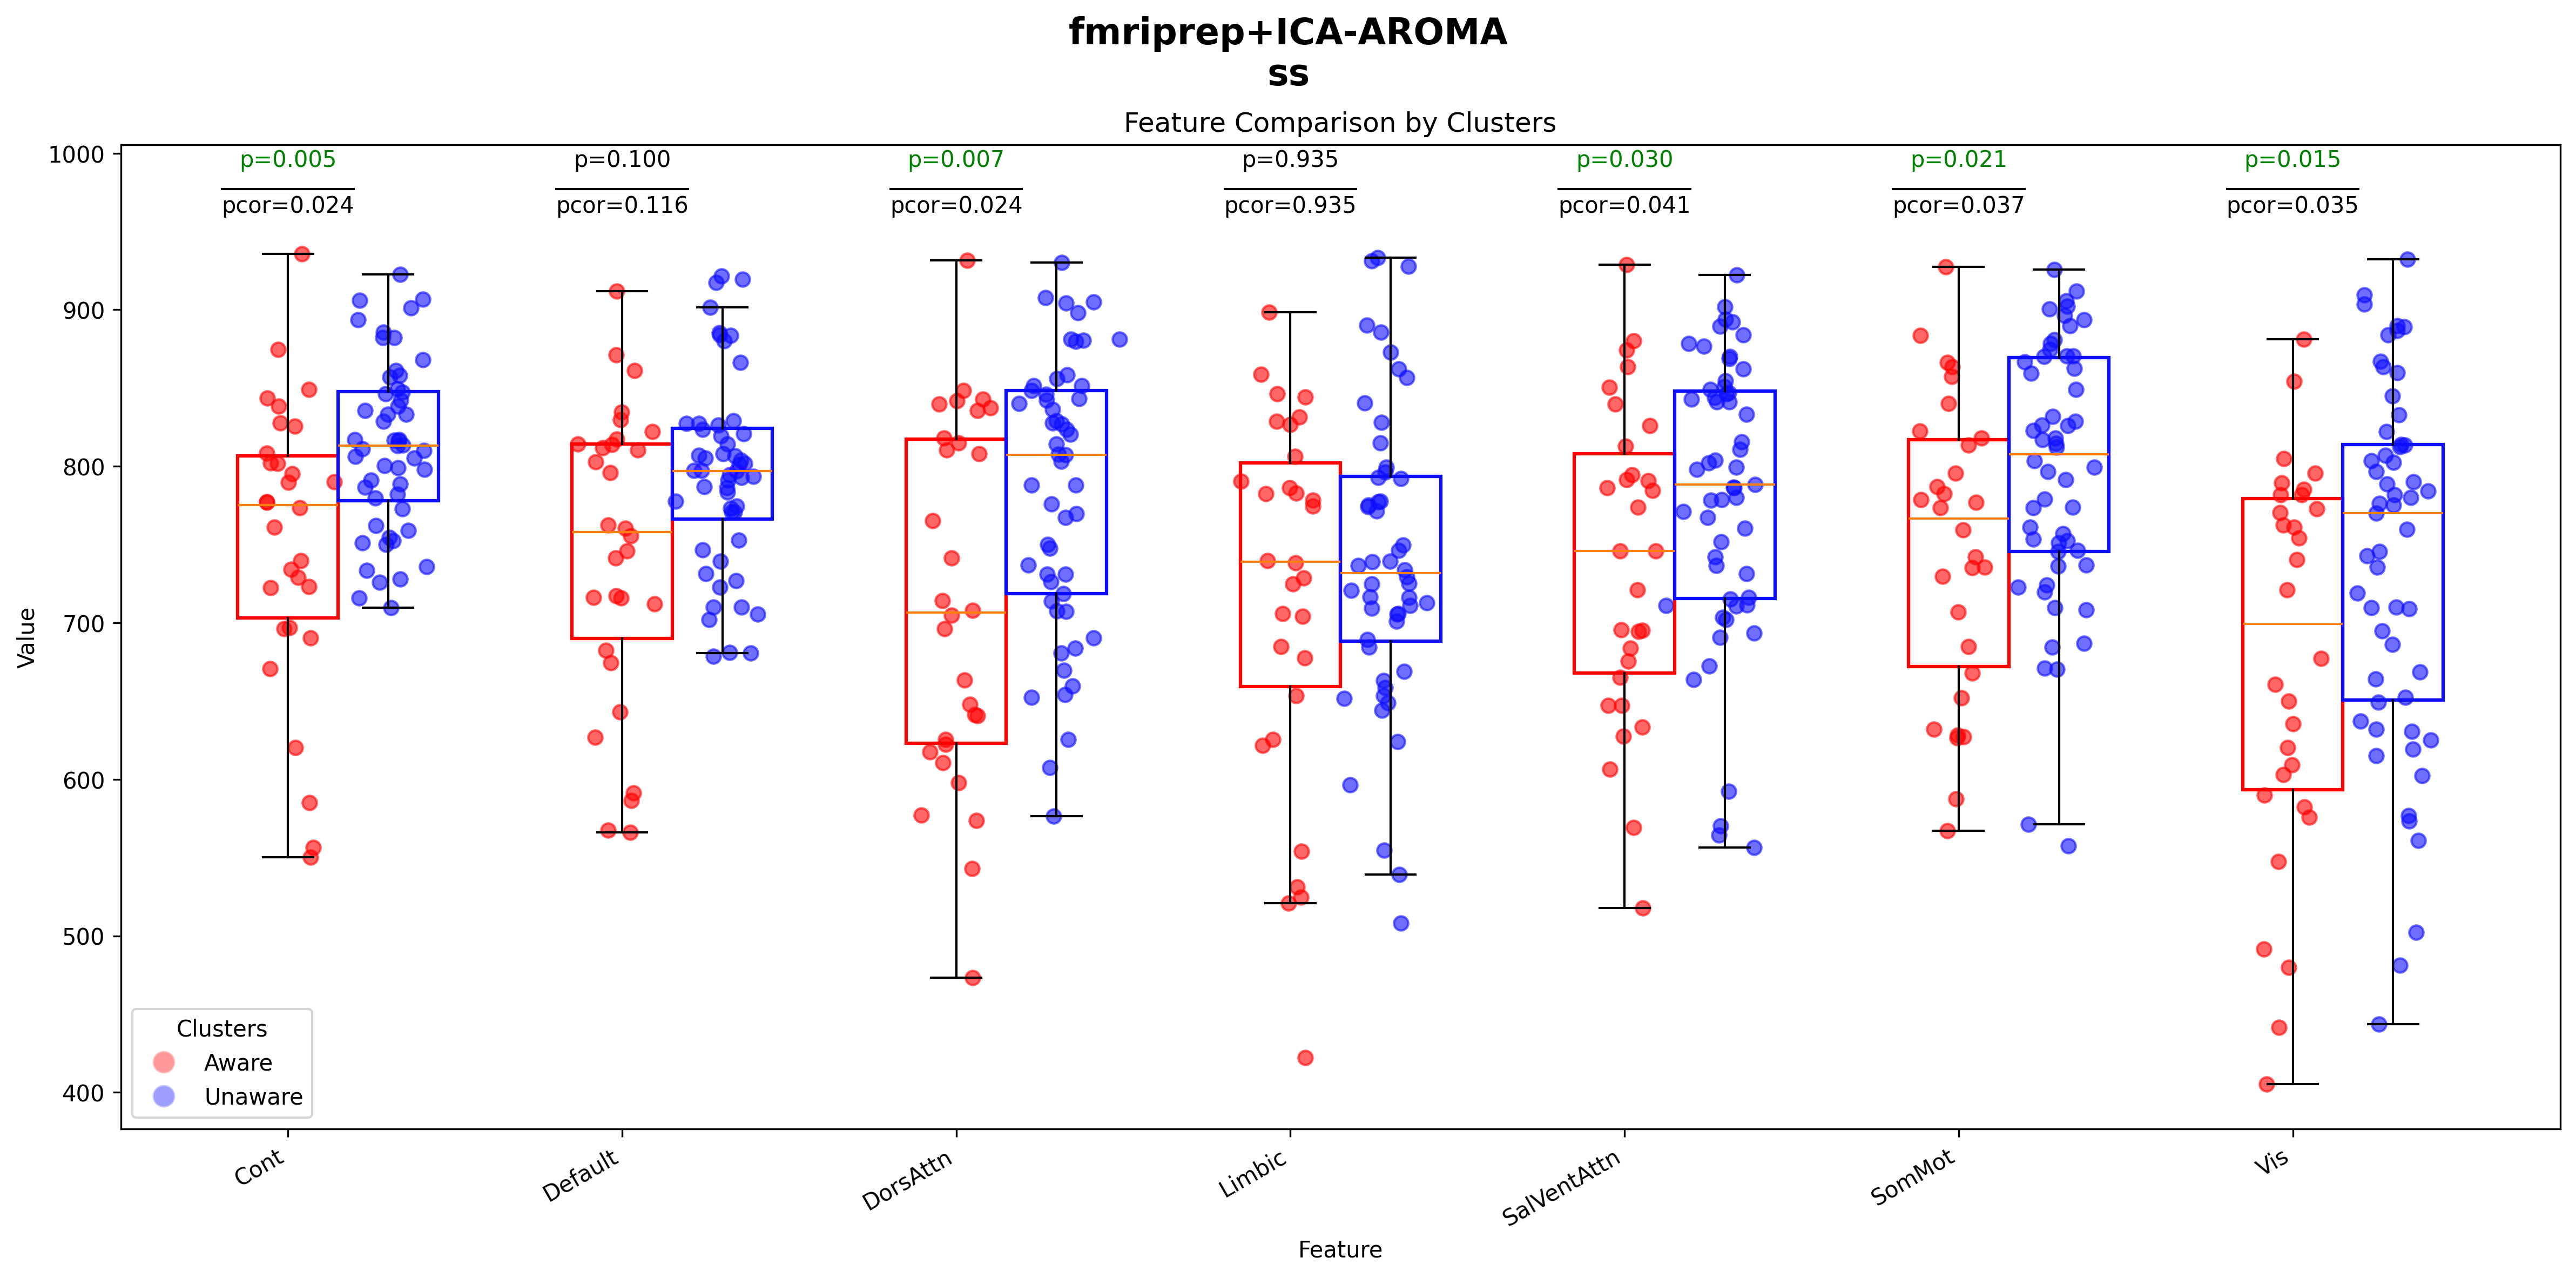 fmriprep+ICA-AROMA
ss
Feature Comparison by Clusters
p=0.005 p=0.100 p=0.007 p=0.935 p=0.030 p=0.021 p=0.015
pcor=0.024 pcor=0.116 pcor=0.024 pcor=0.935 pcor=0.041 pcor=0.037 pcor=0.035
1000
900
800
700
600
500
400
Value
Clusters
Aware
Unaware
Cont Default DorsAttn Limbic SalVentAttn SomMot Vis
Feature